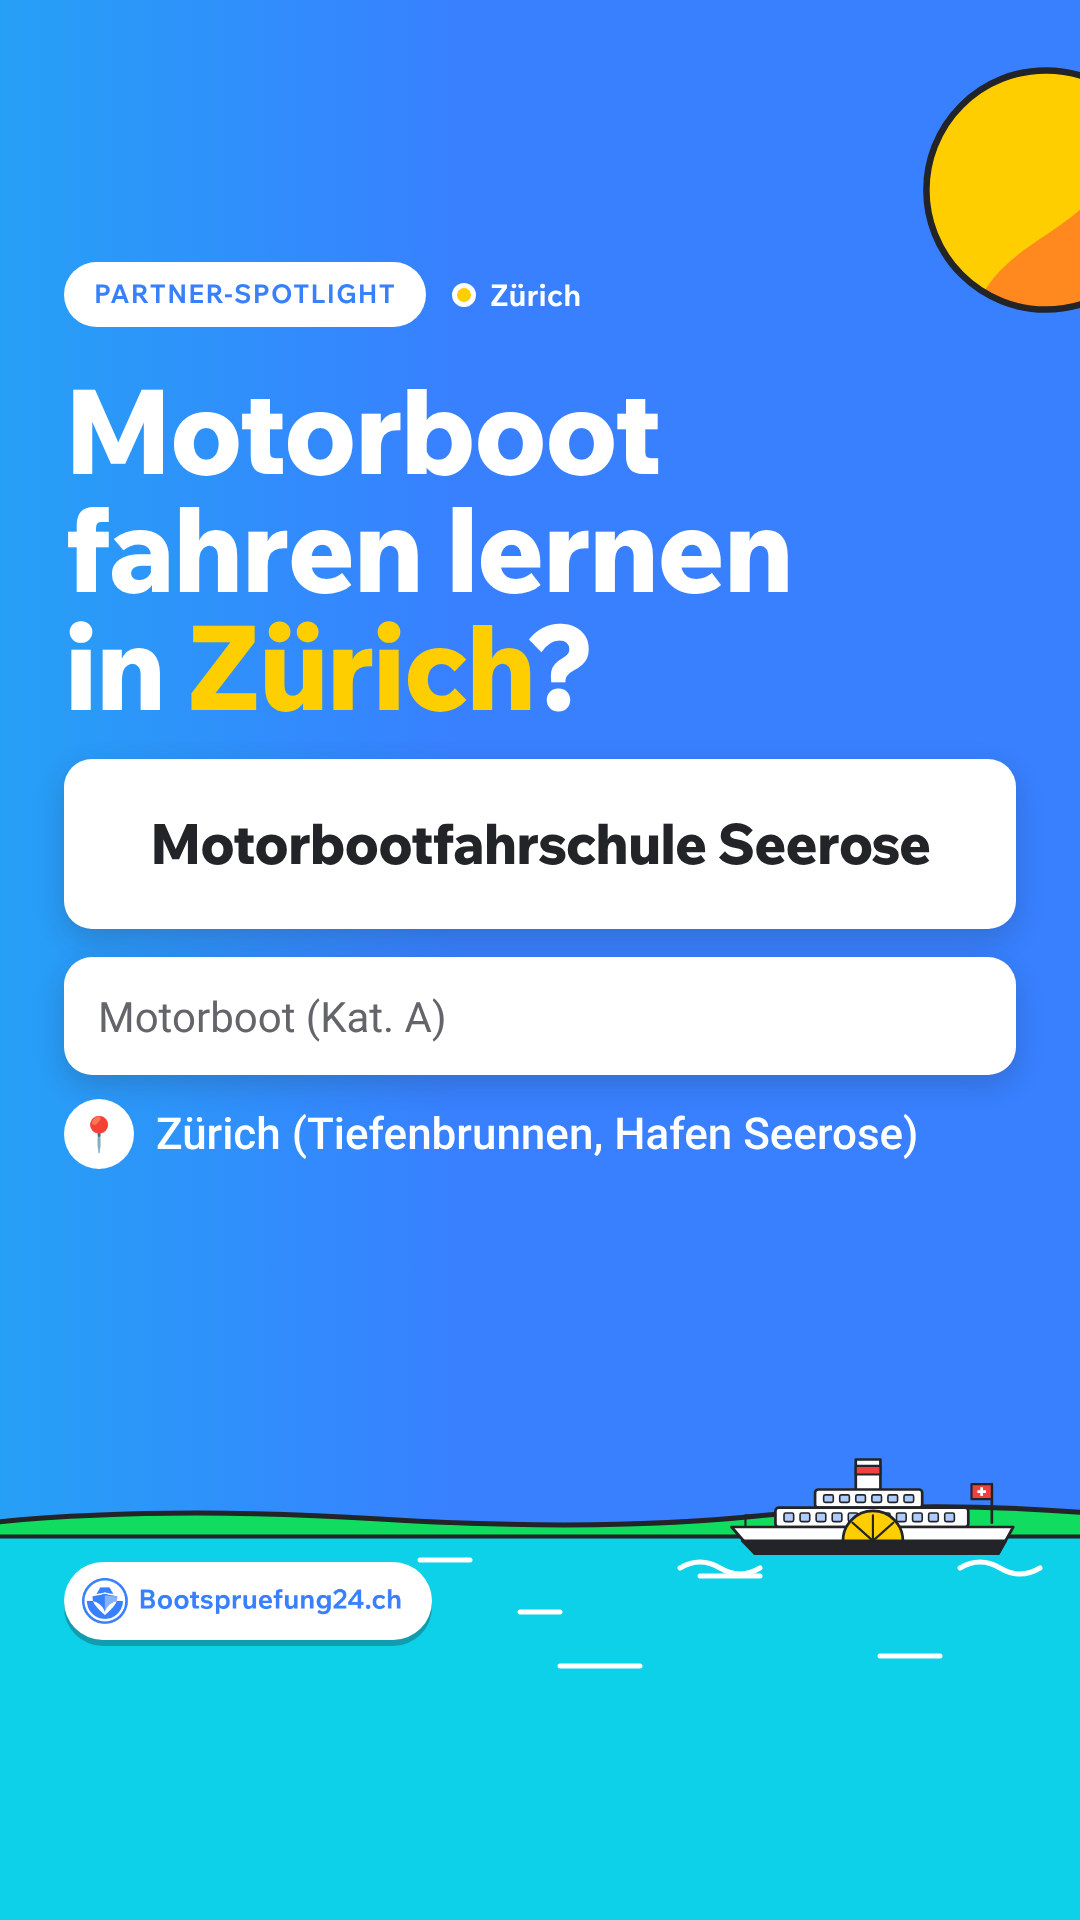 PARTNER-SPOTLIGHT
Zürich
Motorboot
fahren lernen
in Zürich?
Motorbootfahrschule Seerose
Motorboot (Kat. A)
Zürich (Tiefenbrunnen, Hafen Seerose)
Bootspruefung24.ch